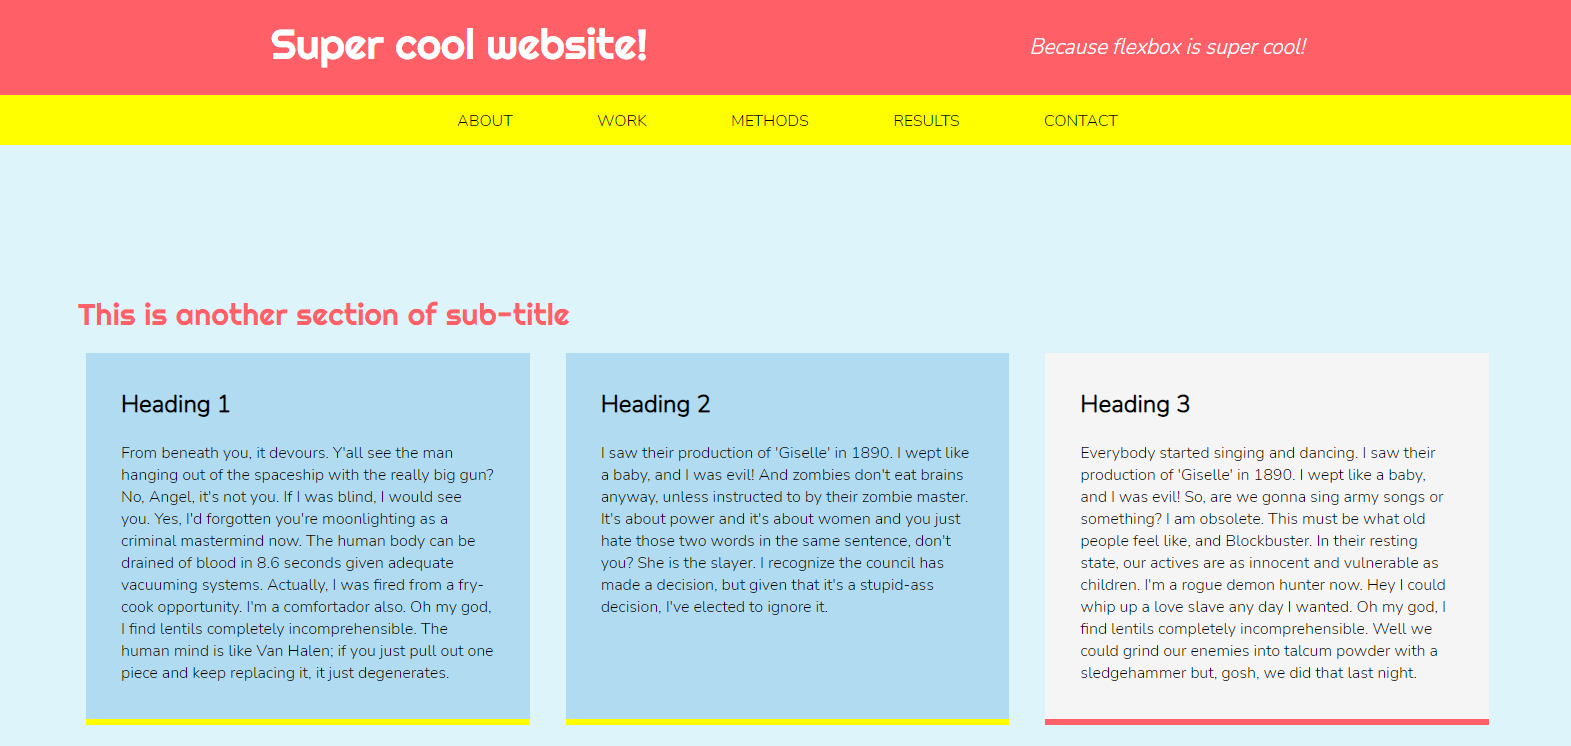 Super cool website!
Because flexbox is super cool!
ABOUT WORK METHODS RESULTS CONTACT
This is another section of sub-title
Heading 1
From beneath you, it devours. Y'all see the man
hanging out of the spaceship with the really big gun?
No, Angel, it's not you. If I was blind, I would see
you. Yes, I'd forgotten you're moonlighting as a
criminal mastermind now. The human body can be
drained of blood in 8.6 seconds given adequate
vacuuming systems. Actually, I was fired from a fry-
cook opportunity. I'm a comfortador also. Oh my god,
I find lentils completely incomprehensible. The
human mind is like Van Halen; if you just pull out one
piece and keep replacing it, it just degenerates.
Heading 2
I saw their production of 'Giselle' in 1890. I wept like
a baby, and I was evil! And zombies don't eat brains
anyway, unless instructed to by their zombie master.
It's about power and it's about women and you just
hate those two words in the same sentence, don't
you? She is the slayer. I recognize the council has
made a decision, but given that it's a stupid-ass
decision, I've elected to ignore it.
Heading 3
Everybody started singing and dancing. I saw their
production of 'Giselle' in 1890. I wept like a baby,
and I was evil! So, are we gonna sing army songs or
something? I am obsolete. This must be what old
people feel like, and Blockbuster. In their resting
state, our actives are as innocent and vulnerable as
children. I'm a rogue demon hunter now. Hey I could
whip up a love slave any day I wanted. Oh my god, I
find lentils completely incomprehensible. Well we
could grind our enemies into talcum powder with a
sledgehammer but, gosh, we did that last night.